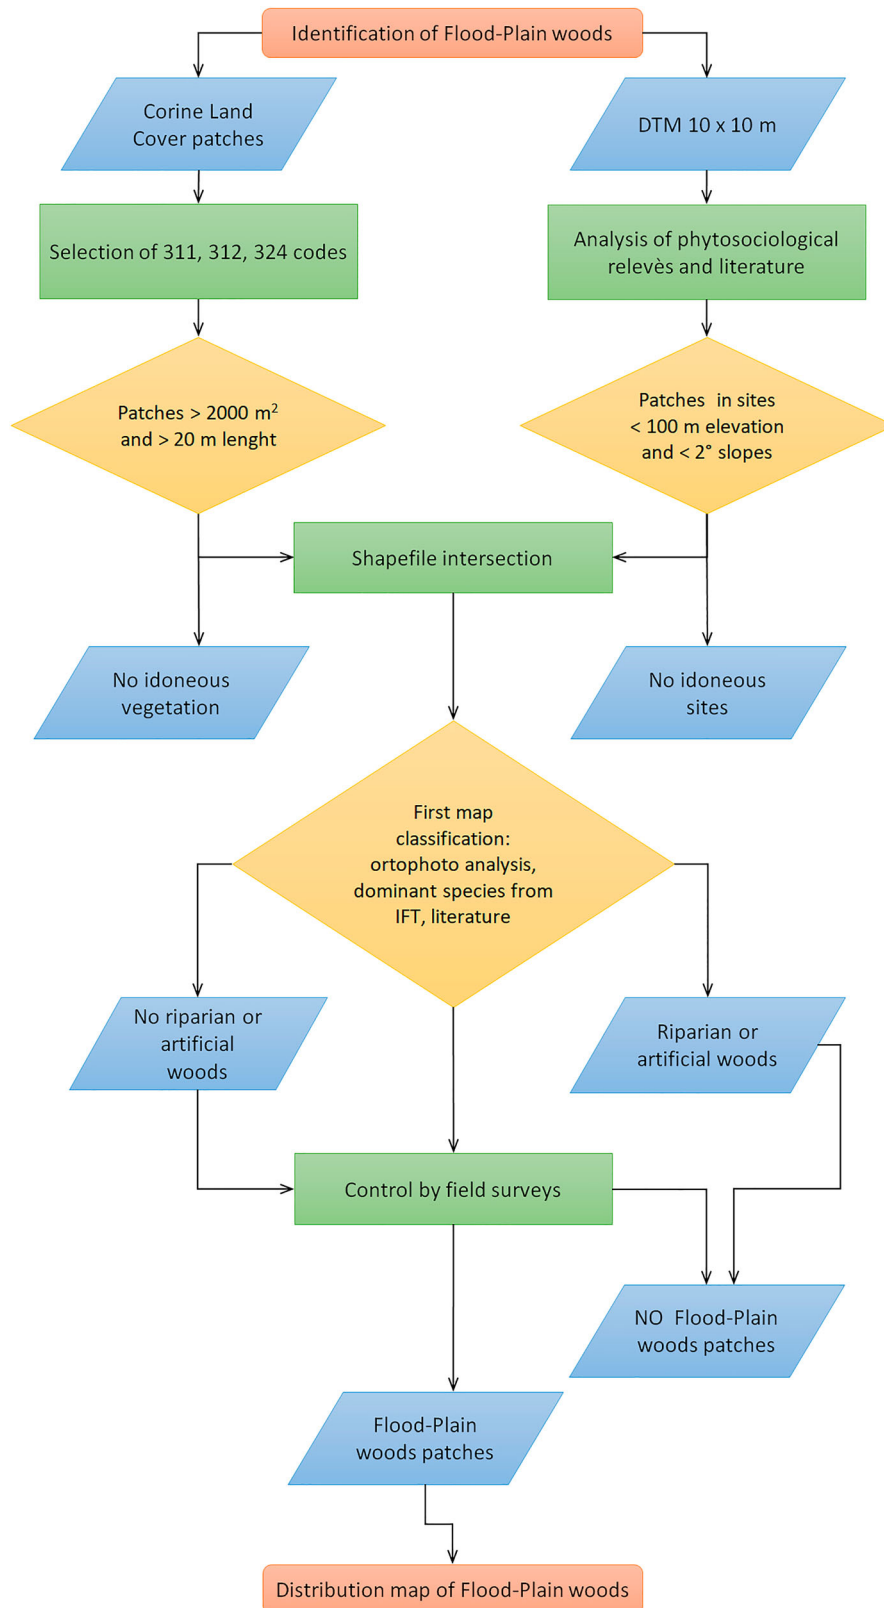 Identification of Flood-Plain woods
Corine Land
Cover patches
DTM 10 x 10 m
Selection of 311, 312, 324 codes
Analysis of phytosociological
relevès and literature
Patches > 2000 m²
and > 20 m lenght
Patches in sites
< 100 m elevation
and < 2° slopes
Shapefile intersection
No idoneous
vegetation
No idoneous
sites
First map
classification:
ortophoto analysis,
dominant species from
IFT, literature
No riparian or
artificial
woods
Riparian or
artificial woods
Control by field surveys
NO Flood-Plain
woods patches
Flood-Plain
woods patches
Distribution map of Flood-Plain woods